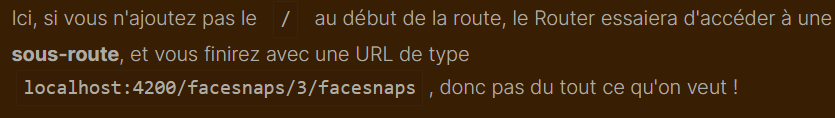 Ici, si vous n'ajoutez pas le / au début de la route, le Router essaiera d'accéder à une
sous-route, et vous finirez avec une URL de type
localhost:4200/facesnaps/3/facesnaps , donc pas du tout ce qu'on veut !